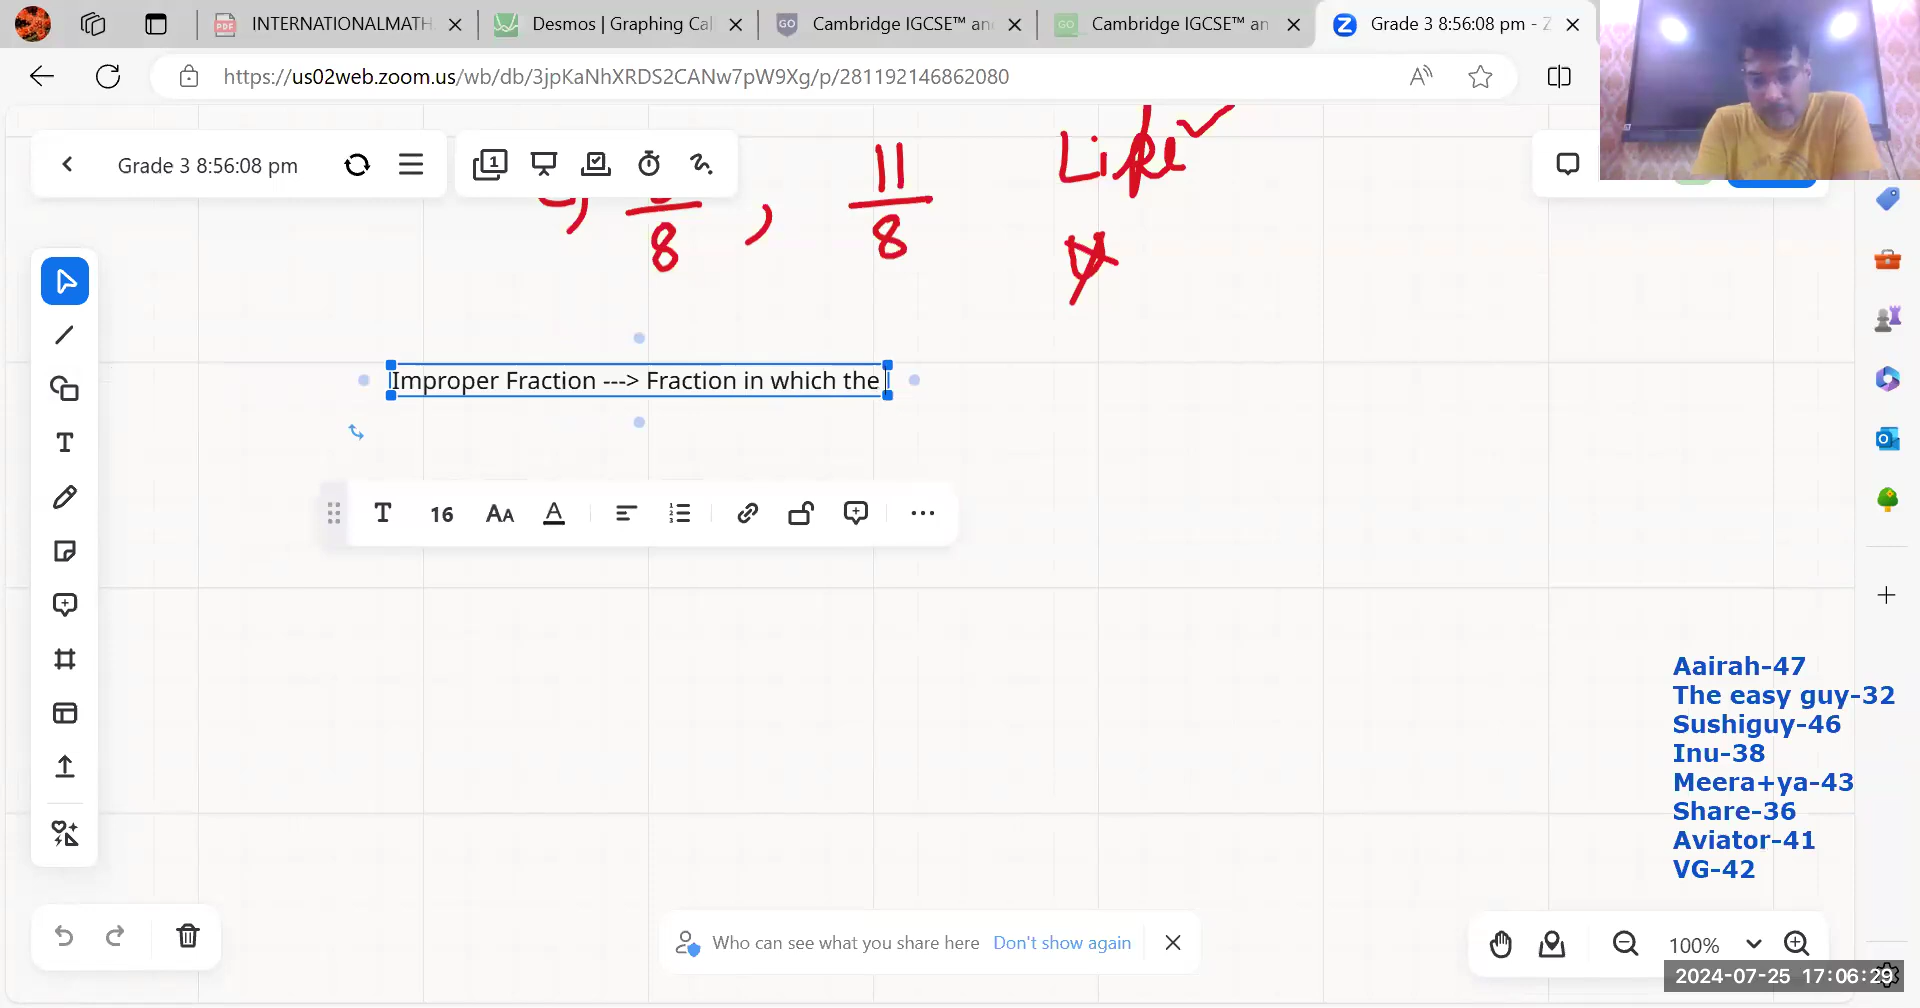 INTERNATIONALMATH
Desmos | Graphing Cal
GO Cambridge IGCSE™ an
GO Cambridge IGCSE™ an
Grade 3 8:56:08 pm - Z
https://us02web.zoom.us/wb/db/3jpKaNhXRDS2CANw7pW9Xg/p/281192146862080
Grade 3 8:56:08 pm
1
11
8 , 8
Like ✓
Improper Fraction ---> Fraction in which the
T 16 AA A
T
Aairah-47
The easy guy-32
Sushiguy-46
Inu-38
Meera+ya-43
Share-36
Aviator-41
VG-42
Who can see what you share here Don't show again
100%
2024-07-25 17:06:29